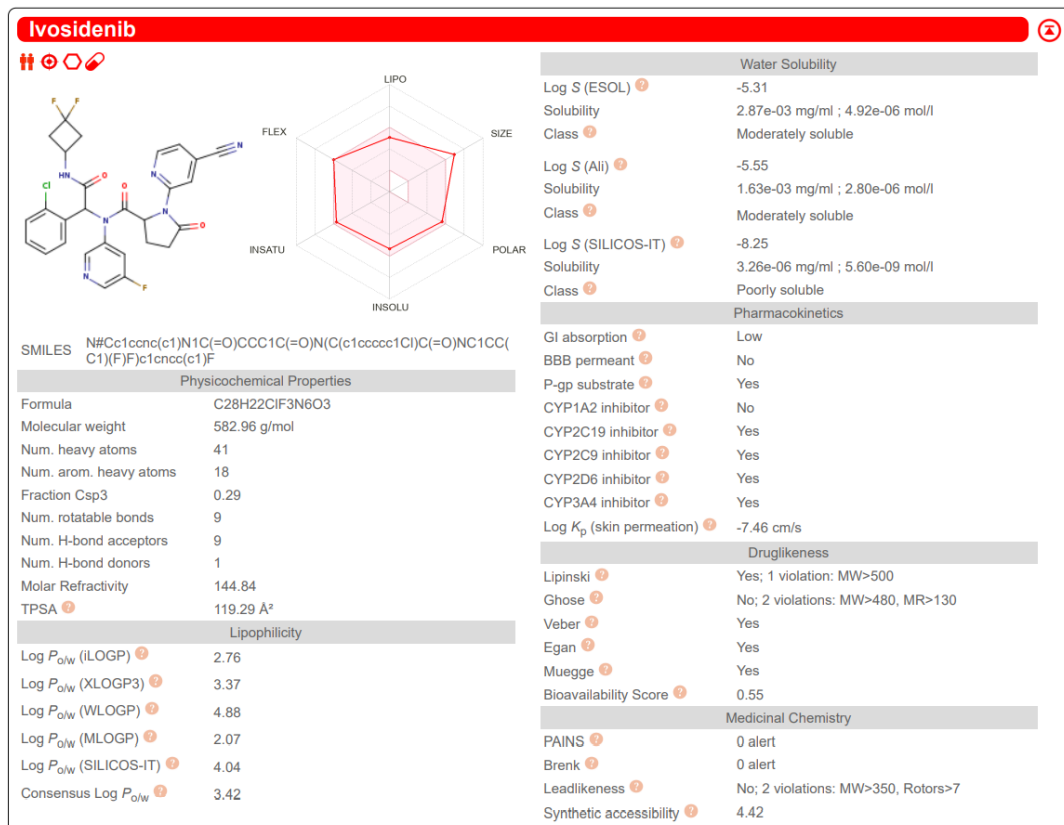 Ivosidenib
LIPO
SIZE
POLAR
INSOLU
INSATU
FLEX
F F
HN O
Cl
O
N
N
N
O
N
N
F
SMILES N#Cc1ccnc(c1)N1C(=O)CCC1C(=O)N(C(c1ccccc1Cl)C(=O)NC1CC(
C1)(F)F)c1cncc(c1)F
Physicochemical Properties
Formula C28H22ClF3N6O3
Molecular weight 582.96 g/mol
Num. heavy atoms 41
Num. arom. heavy atoms 18
Fraction Csp3 0.29
Num. rotatable bonds 9
Num. H-bond acceptors 9
Num. H-bond donors 1
Molar Refractivity 144.84
TPSA ? 119.29 Å²
Lipophilicity
Log Po/w (iLOGP) ? 2.76
Log Po/w (XLOGP3) ? 3.37
Log Po/w (WLOGP) ? 4.88
Log Po/w (MLOGP) ? 2.07
Log Po/w (SILICOS-IT) ? 4.04
Consensus Log Po/w ? 3.42
Water Solubility
Log S (ESOL) ? -5.31
Solubility 2.87e-03 mg/ml ; 4.92e-06 mol/l
Class ? Moderately soluble
Log S (Ali) ? -5.55
Solubility 1.63e-03 mg/ml ; 2.80e-06 mol/l
Class ? Moderately soluble
Log S (SILICOS-IT) ? -8.25
Solubility 3.26e-06 mg/ml ; 5.60e-09 mol/l
Class ? Poorly soluble
Pharmacokinetics
GI absorption ? Low
BBB permeant ? No
P-gp substrate ? Yes
CYP1A2 inhibitor ? No
CYP2C19 inhibitor ? Yes
CYP2C9 inhibitor ? Yes
CYP2D6 inhibitor ? Yes
CYP3A4 inhibitor ? Yes
Log Kp (skin permeation) ? -7.46 cm/s
Druglikeness
Lipinski ? Yes; 1 violation: MW>500
Ghose ? No; 2 violations: MW>480, MR>130
Veber ? Yes
Egan ? Yes
Muegge ? Yes
Bioavailability Score ? 0.55
Medicinal Chemistry
PAINS ? 0 alert
Brenk ? 0 alert
Leadlikeness ? No; 2 violations: MW>350, Rotors>7
Synthetic accessibility ? 4.42